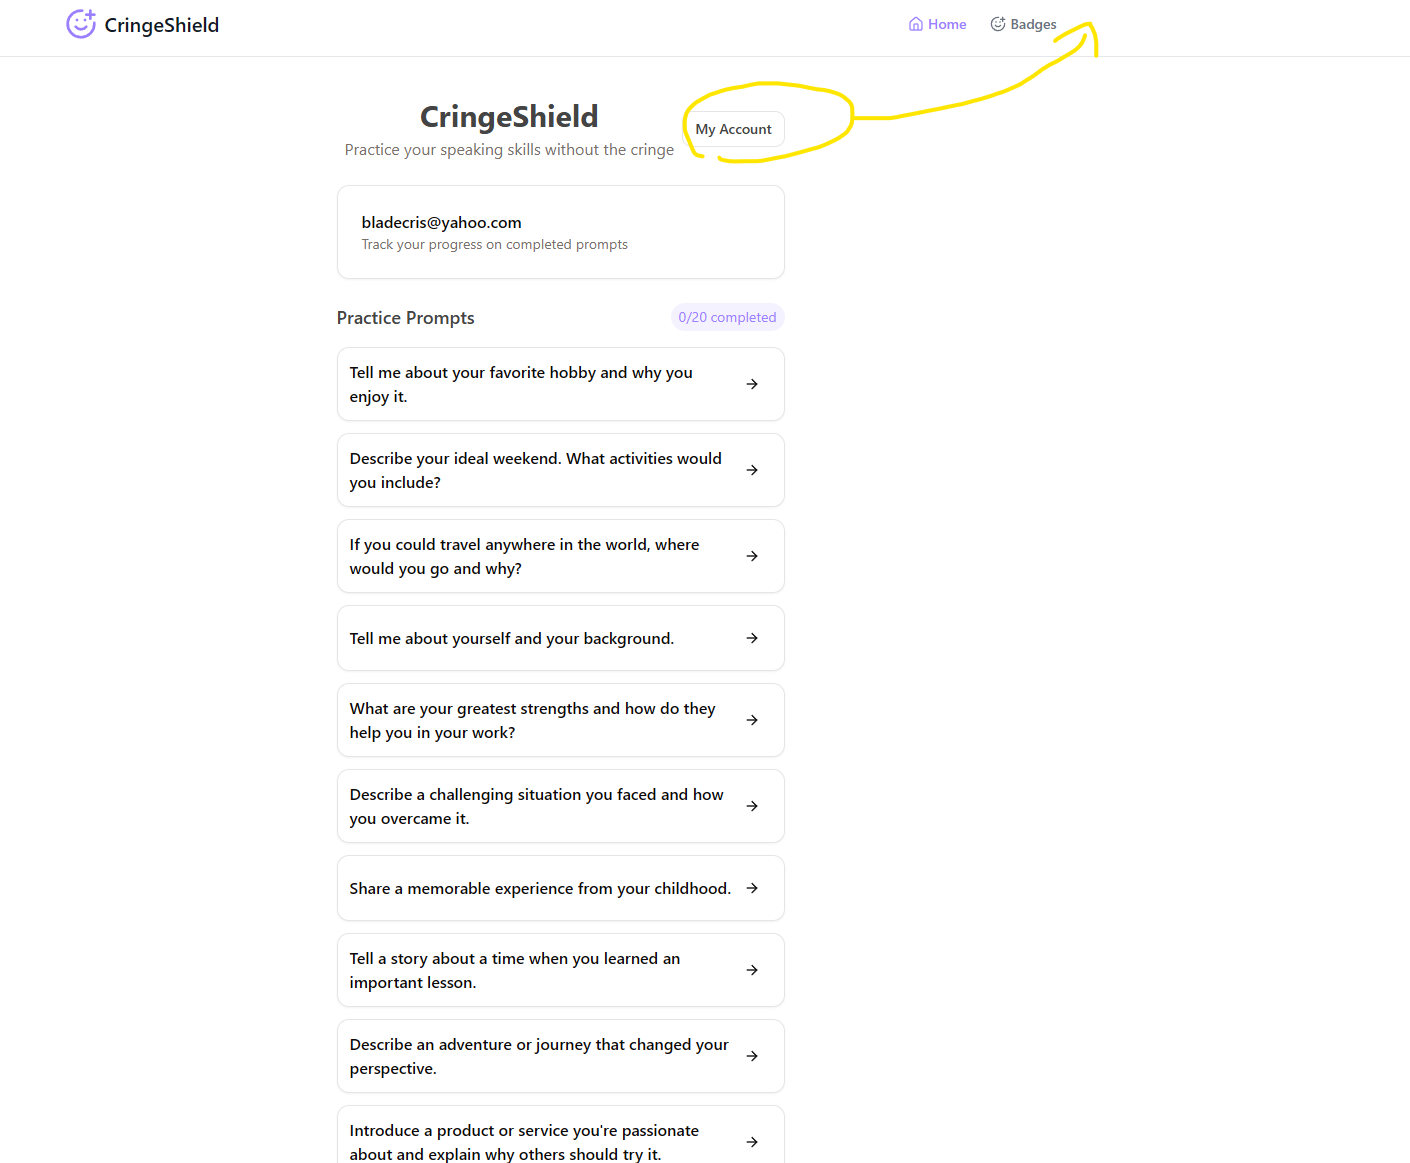 CringeShield
Home
Badges
CringeShield
Practice your speaking skills without the cringe
My Account
bladecris@yahoo.com
Track your progress on completed prompts
Practice Prompts
0/20 completed
Tell me about your favorite hobby and why you
enjoy it.
Describe your ideal weekend. What activities would
you include?
If you could travel anywhere in the world, where
would you go and why?
Tell me about yourself and your background.
What are your greatest strengths and how do they
help you in your work?
Describe a challenging situation you faced and how
you overcame it.
Share a memorable experience from your childhood.
Tell a story about a time when you learned an
important lesson.
Describe an adventure or journey that changed your
perspective.
Introduce a product or service you're passionate
about and explain why others should try it.